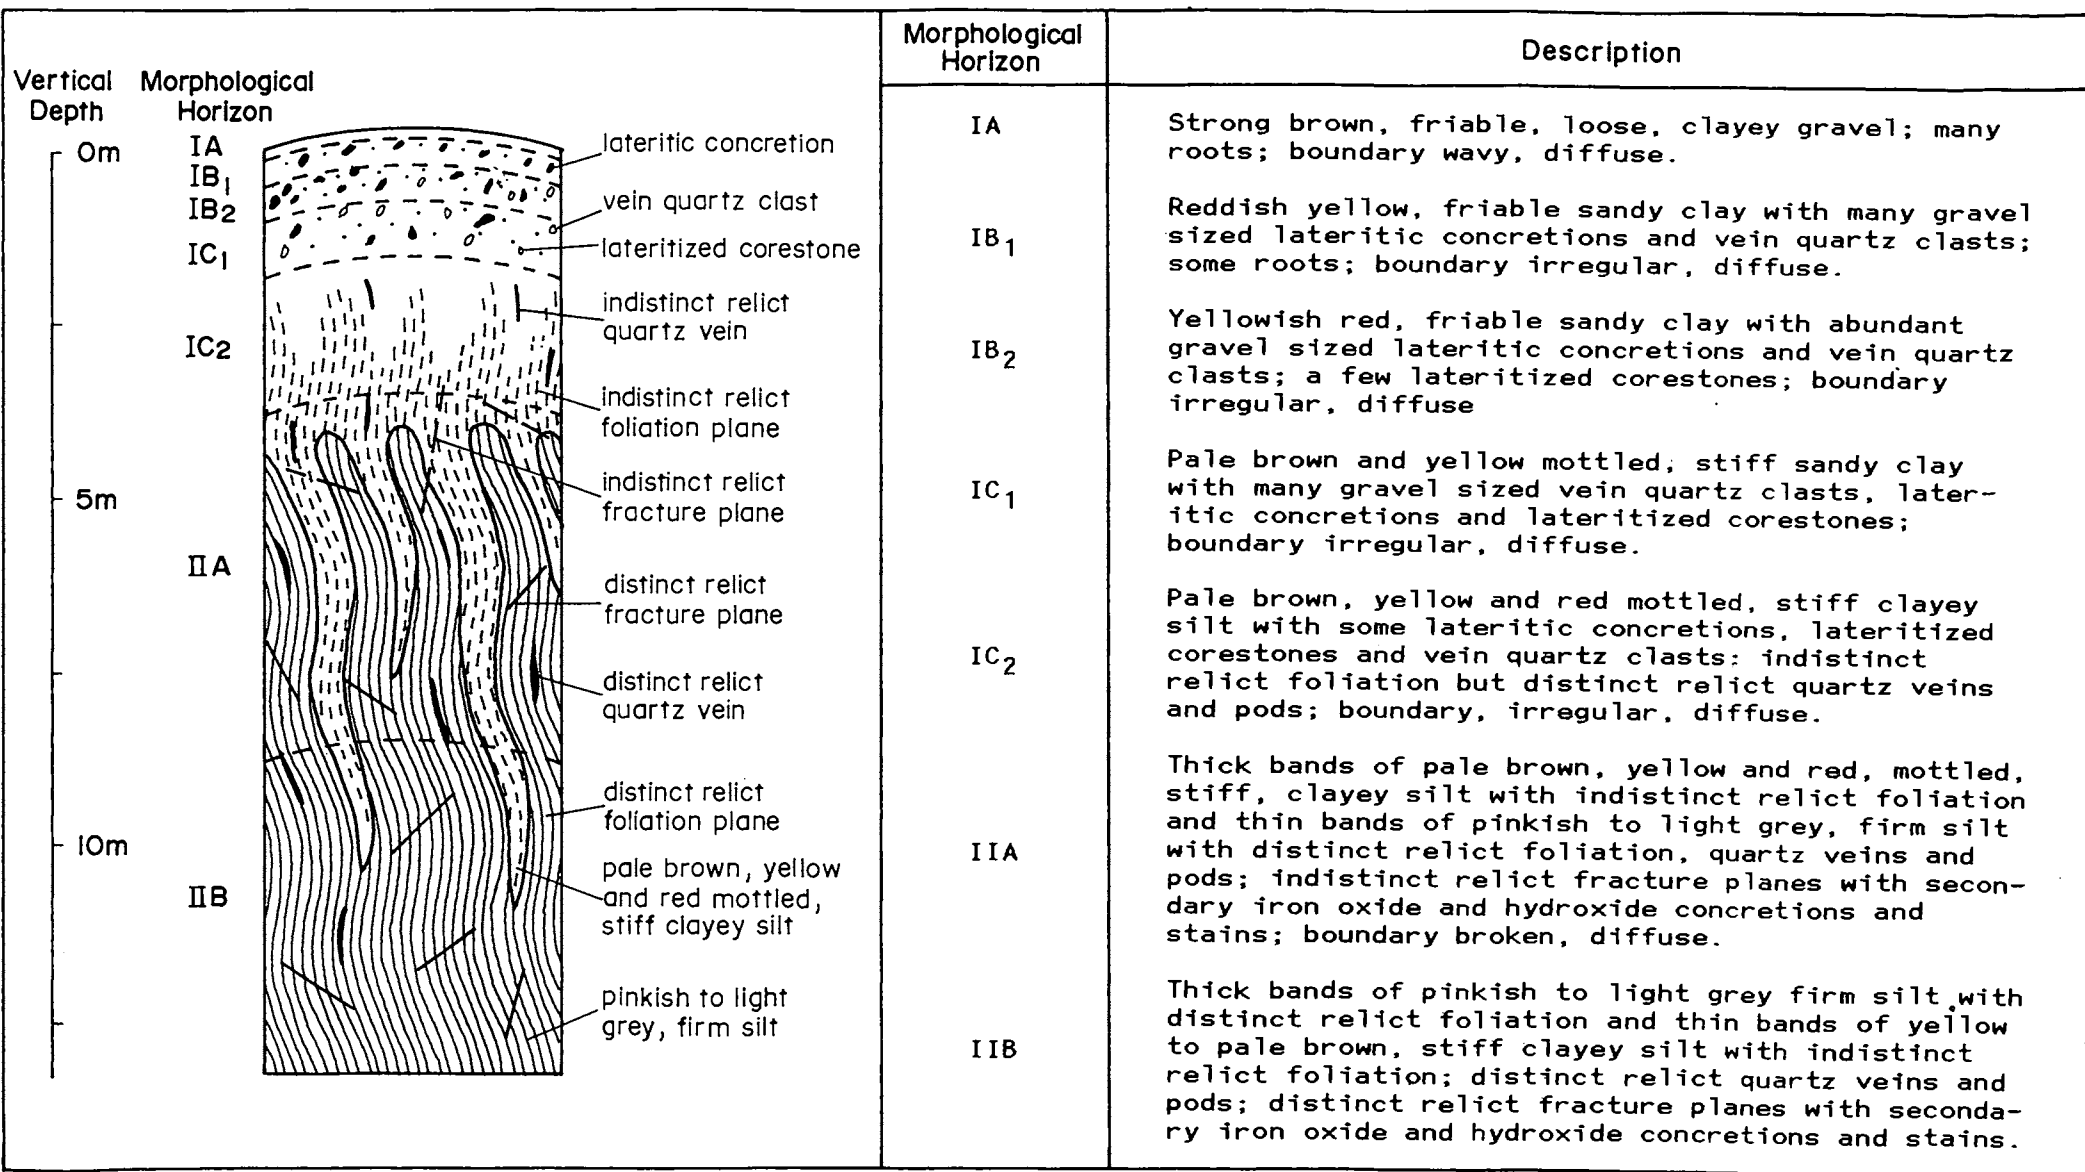 Vertical
Depth
Morphological
Horizon
0m
5m
10m
IA
IB1
IB2
IC1
IC2
IIA
IIB
lateritic concretion
vein quartz clast
lateritized corestone
indistinct relict
quartz vein
indistinct relict
foliation plane
indistinct relict
fracture plane
distinct relict
fracture plane
distinct relict
quartz vein
distinct relict
foliation plane
pale brown, yellow
and red mottled,
stiff clayey silt
pinkish to light
grey, firm silt
Morphological
Horizon
Description
IA
Strong brown, friable, loose, clayey gravel; many
roots; boundary wavy, diffuse.
IB1
Reddish yellow, friable sandy clay with many gravel
sized lateritic concretions and vein quartz clasts;
some roots; boundary irregular, diffuse.
IB2
Yellowish red, friable sandy clay with abundant
gravel sized lateritic concretions and vein quartz
clasts; a few lateritized corestones; boundary
irregular, diffuse
IC1
Pale brown and yellow mottled, stiff sandy clay
with many gravel sized vein quartz clasts, later-
itic concretions and lateritized corestones;
boundary irregular, diffuse.
IC2
Pale brown, yellow and red mottled, stiff clayey
silt with some lateritic concretions, lateritized
corestones and vein quartz clasts: indistinct
relict foliation but distinct relict quartz veins
and pods; boundary, irregular, diffuse.
IIA
Thick bands of pale brown, yellow and red, mottled,
stiff, clayey silt with indistinct relict foliation
and thin bands of pinkish to light grey, firm silt
with distinct relict foliation, quartz veins and
pods; indistinct relict fracture planes with secon-
dary iron oxide and hydroxide concretions and
stains; boundary broken, diffuse.
IIB
Thick bands of pinkish to light grey firm silt with
distinct relict foliation and thin bands of yellow
to pale brown, stiff clayey silt with indistinct
relict foliation; distinct relict quartz veins and
pods; distinct relict fracture planes with seconda-
ry iron oxide and hydroxide concretions and stains.